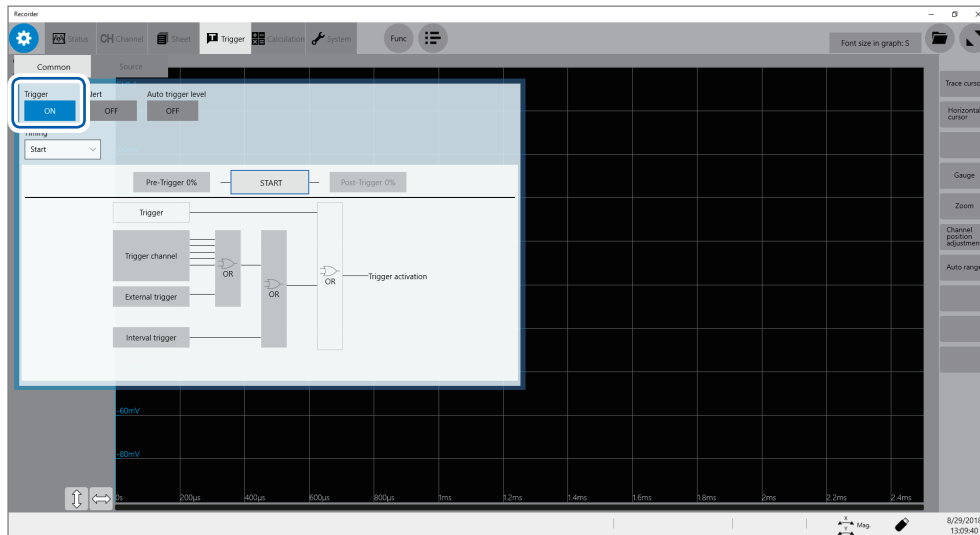 Recorder
Status CH Channel Sheet Trigger Calculation System Func Font size in graph: S
Common Source
Trigger Alert Auto trigger level
ON OFF OFF
Timing
Start
Pre-Trigger 0% START Post-Trigger 0%
Trigger
Trigger channel
OR
OR
OR
Trigger activation
External trigger
Interval trigger
-60mV
-80mV
0s 200μs 400μs 600μs 800μs 1ms 1.2ms 1.4ms 1.6ms 1.8ms 2ms 2.2ms 2.4ms
Trace curso
Horizontal
cursor
Gauge
Zoom
Channel
position
adjustmen
Auto range
X
Y
Mag.
8/29/2018
13:09:40